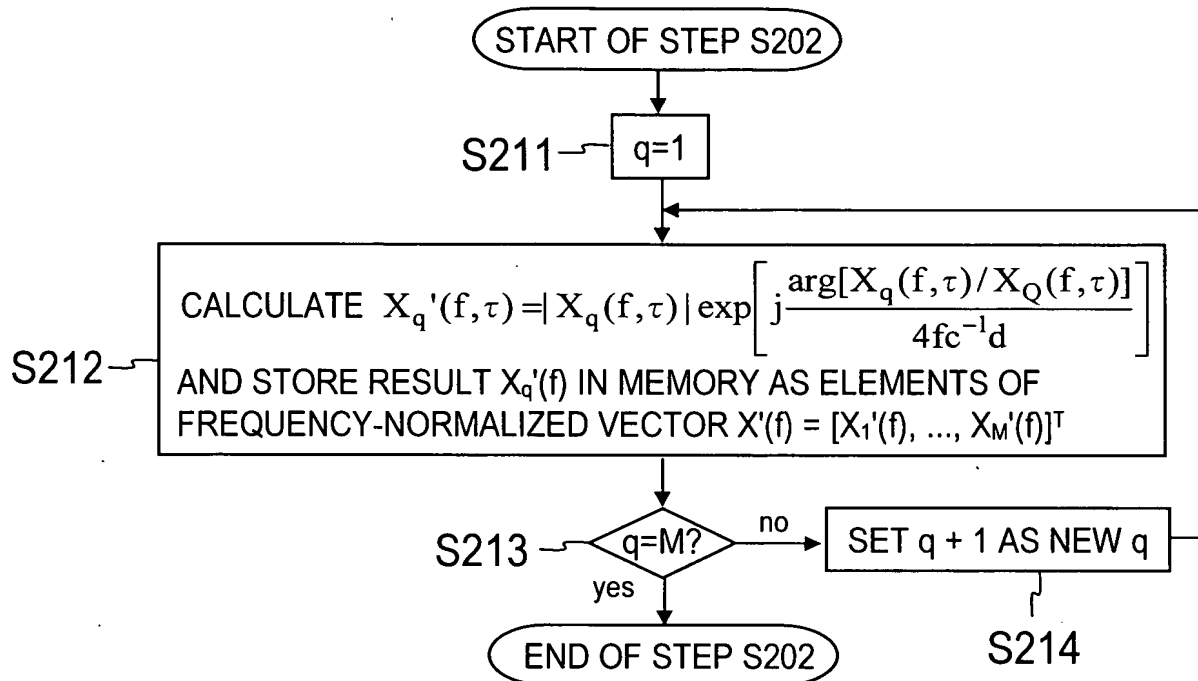 START OF STEP S202
S211
q=1
CALCULATE X_q'(f,τ)=|X_q(f,τ)|exp[j arg[X_q(f,τ)/X_Q(f,τ)] / 4fc⁻¹d]
S212
AND STORE RESULT X_q'(f) IN MEMORY AS ELEMENTS OF
FREQUENCY-NORMALIZED VECTOR X'(f) = [X_1'(f), ..., X_M'(f)]^T
S213
q=M?
no
SET q + 1 AS NEW q
yes
S214
END OF STEP S202